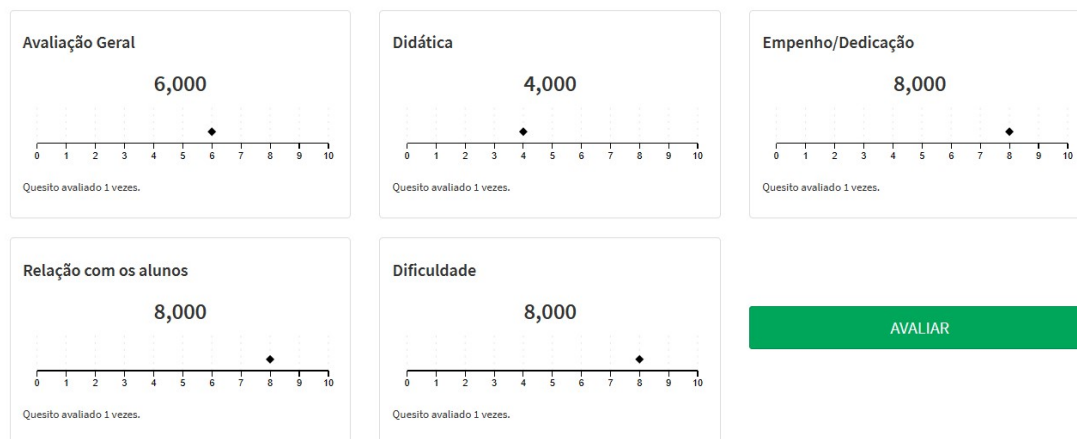 Avaliação Geral
6,000
0 1 2 3 4 5 6 7 8 9 10
Quesito avaliado 1 vezes.
Didática
4,000
0 1 2 3 4 5 6 7 8 9 10
Quesito avaliado 1 vezes.
Empenho/Dedicação
8,000
0 1 2 3 4 5 6 7 8 9 10
Quesito avaliado 1 vezes.
Relação com os alunos
8,000
0 1 2 3 4 5 6 7 8 9 10
Quesito avaliado 1 vezes.
Dificuldade
8,000
0 1 2 3 4 5 6 7 8 9 10
Quesito avaliado 1 vezes.
AVALIAR